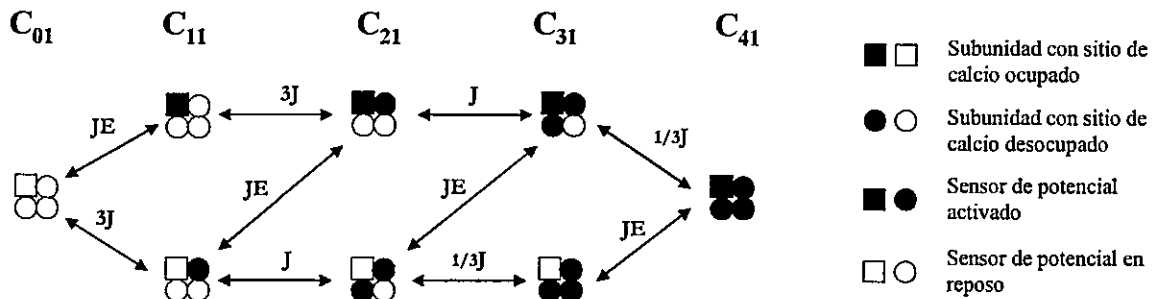 C01 C11 C21 C31 C41
3J J
JE 1/3J
JE JE
3J JE
J 1/3J
Subunidad con sitio de
calcio ocupado
Subunidad con sitio de
calcio desocupado
Sensor de potencial
activado
Sensor de potencial en
reposo